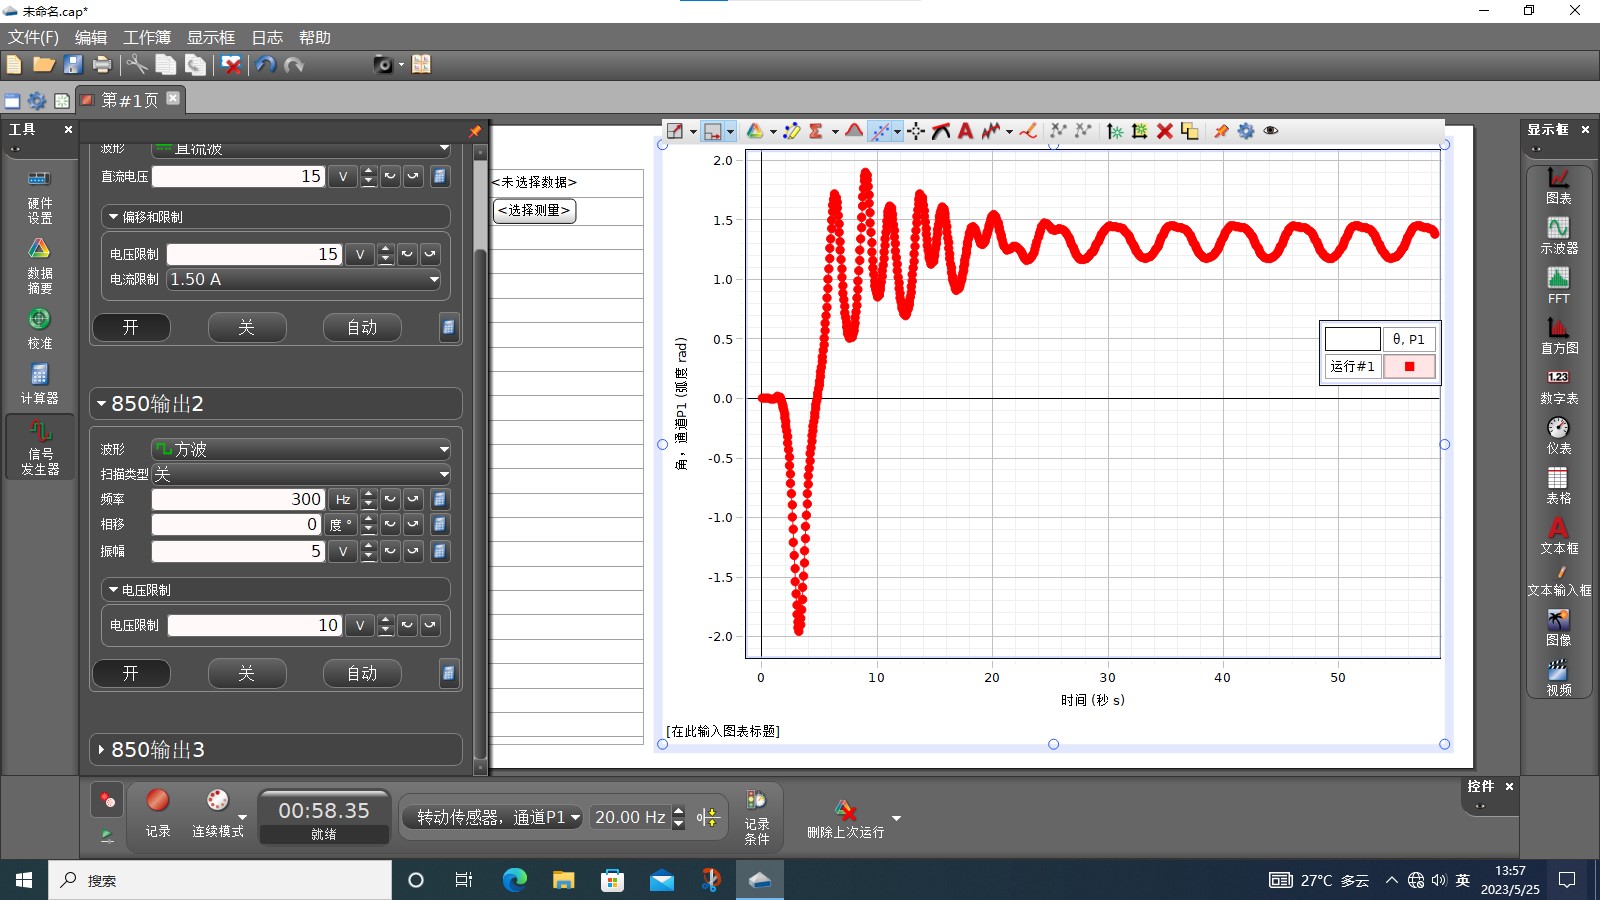 未命名.cap*
文件(F) 编辑 工作簿 显示框 日志 帮助
第#1页
工具
硬件
设置
数据
摘要
校准
计算器
信号
发生器
波形 直流波
直流电压 15 V
偏移和限制
电压限制 15 V
电流限制 1.50 A
开 关 自动
850输出2
波形 方波
扫描类型 关
频率 300 Hz
相移 0 度 °
振幅 5 V
电压限制
电压限制 10 V
开 关 自动
850输出3
<未选择数据>
<选择测量>
2.0
1.5
1.0
0.5
0.0
-0.5
-1.0
-1.5
-2.0
角，通道P1 (弧度 rad)
0 10 20 30 40 50
时间 (秒 s)
[在此输入图表标题]
θ, P1
运行#1
显示框
图表
示波器
FFT
直方图
1.23
数字表
仪表
表格
文本框
文本输入框
图像
视频
控件
记录
连续模式
00:58.35
就绪
转动传感器，通道P1
20.00 Hz
记录
条件
删除上次运行
搜索
27°C 多云
英
13:57
2023/5/25